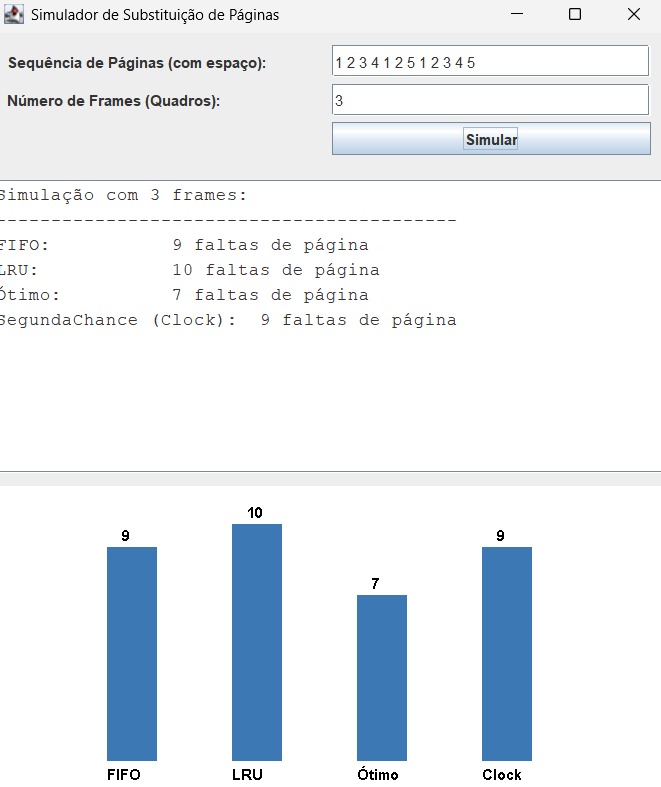 Simulador de Substituição de Páginas
Sequência de Páginas (com espaço): 1 2 3 4 1 2 5 1 2 3 4 5
Número de Frames (Quadros): 3
Simular
Simulação com 3 frames:
------------------------------------------
FIFO: 9 faltas de página
LRU: 10 faltas de página
Ótimo: 7 faltas de página
SegundaChance (Clock): 9 faltas de página
9 10 7 9
FIFO LRU Ótimo Clock